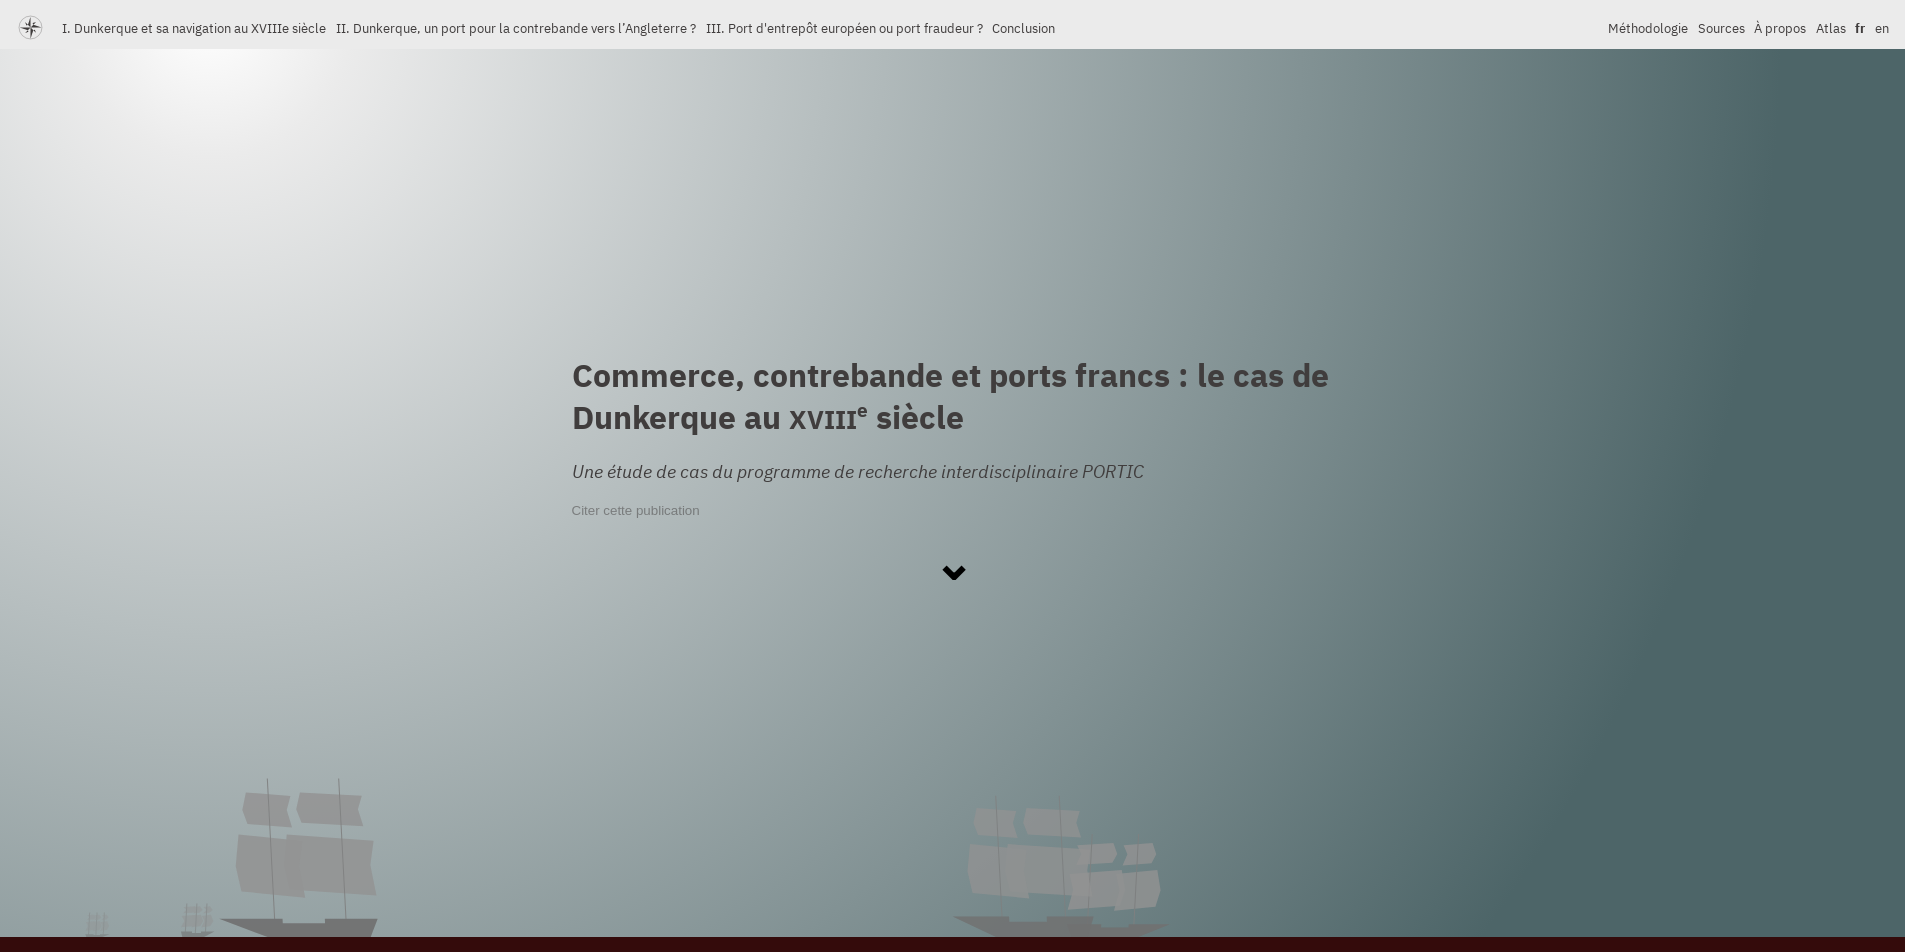 I. Dunkerque et sa navigation au XVIIIe siècle II. Dunkerque, un port pour la contrebande vers l’Angleterre ? III. Port d'entrepôt européen ou port fraudeur ? Conclusion Méthodologie Sources À propos Atlas fr en
Commerce, contrebande et ports francs : le cas de
Dunkerque au XVIIIe siècle
Une étude de cas du programme de recherche interdisciplinaire PORTIC
Citer cette publication